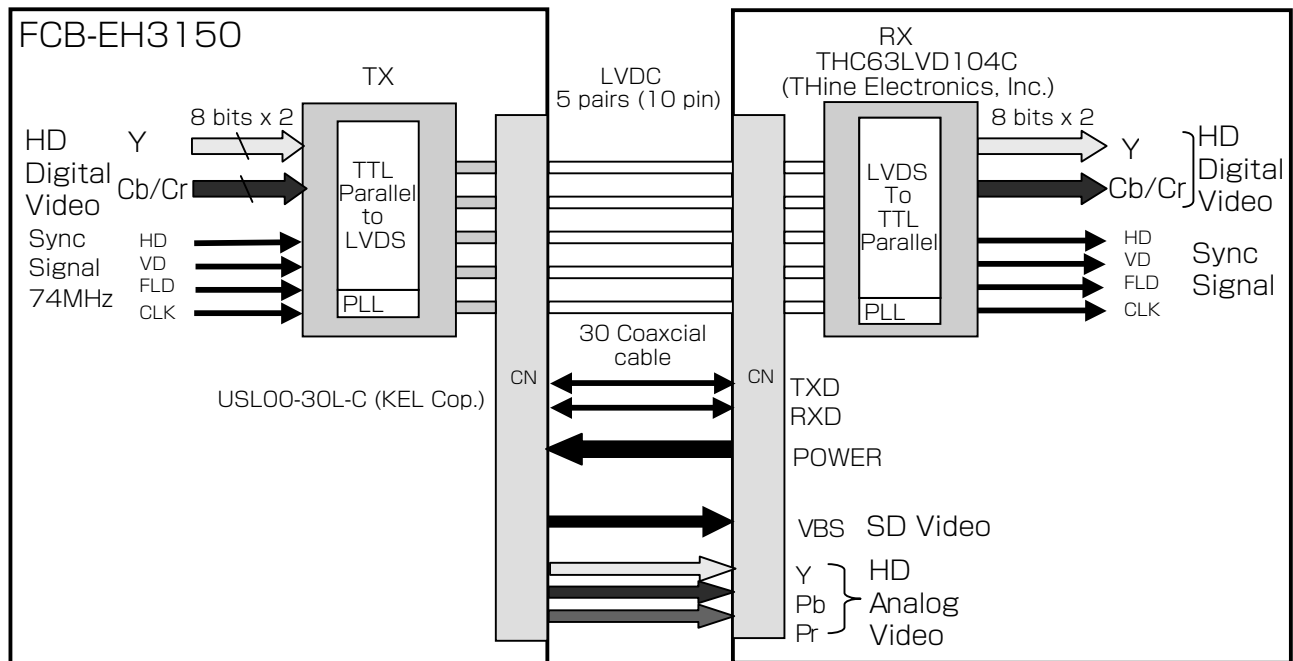 FCB-EH3150
TX
LVDC
5 pairs (10 pin)
RX
THC63LVD104C
(THine Electronics, Inc.)
8 bits x 2
8 bits x 2
HD
Digital
Video
Y
Cb/Cr
TTL
Parallel
to
LVDS
PLL
LVDS
To
TTL
Parallel
PLL
Y
Cb/Cr
HD
Digital
Video
Sync
Signal
74MHz
HD
VD
FLD
CLK
HD
VD
FLD
CLK
Sync
Signal
30 Coaxcial
cable
CN
CN
USL00-30L-C (KEL Cop.)
TXD
RXD
POWER
VBS SD Video
Y
Pb
Pr
HD
Analog
Video